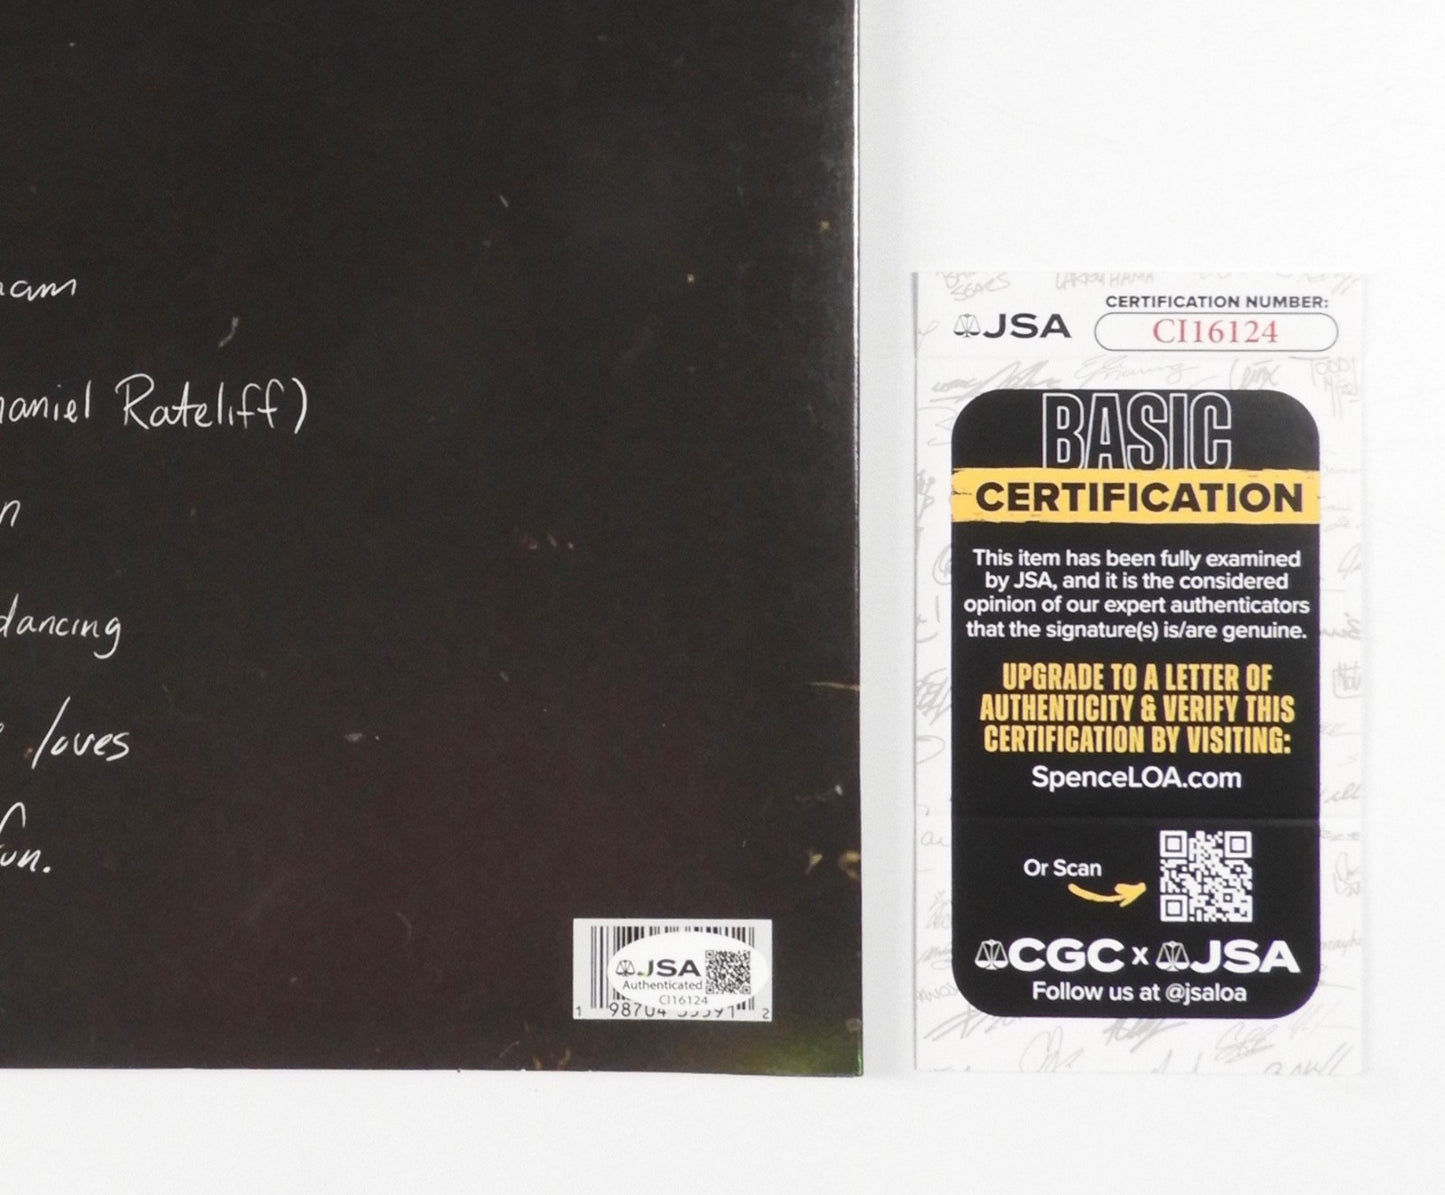 aniel Rateliff)
n
dancing
loves
fun.
JSA
Authenticated
CI16124
1 98704 2
JSA
CERTIFICATION NUMBER:
CI16124
BASIC
CERTIFICATION
This item has been fully examined
by JSA, and it is the considered
opinion of our expert authenticators
that the signature(s) is/are genuine.
UPGRADE TO A LETTER OF
AUTHENTICITY & VERIFY THIS
CERTIFICATION BY VISITING:
SpenceLOA.com
Or Scan
CGC x JSA
Follow us at @jsaloa